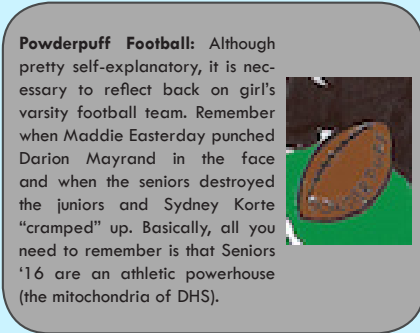 Powderpuff Football: Although
pretty self-explanatory, it is nec-
essary to reflect back on girl's
varsity football team. Remember
when Maddie Easterday punched
Darion Mayrand in the face
and when the seniors destroyed
the juniors and Sydney Korte
“cramped” up. Basically, all you
need to remember is that Seniors
‘16 are an athletic powerhouse
(the mitochondria of DHS).